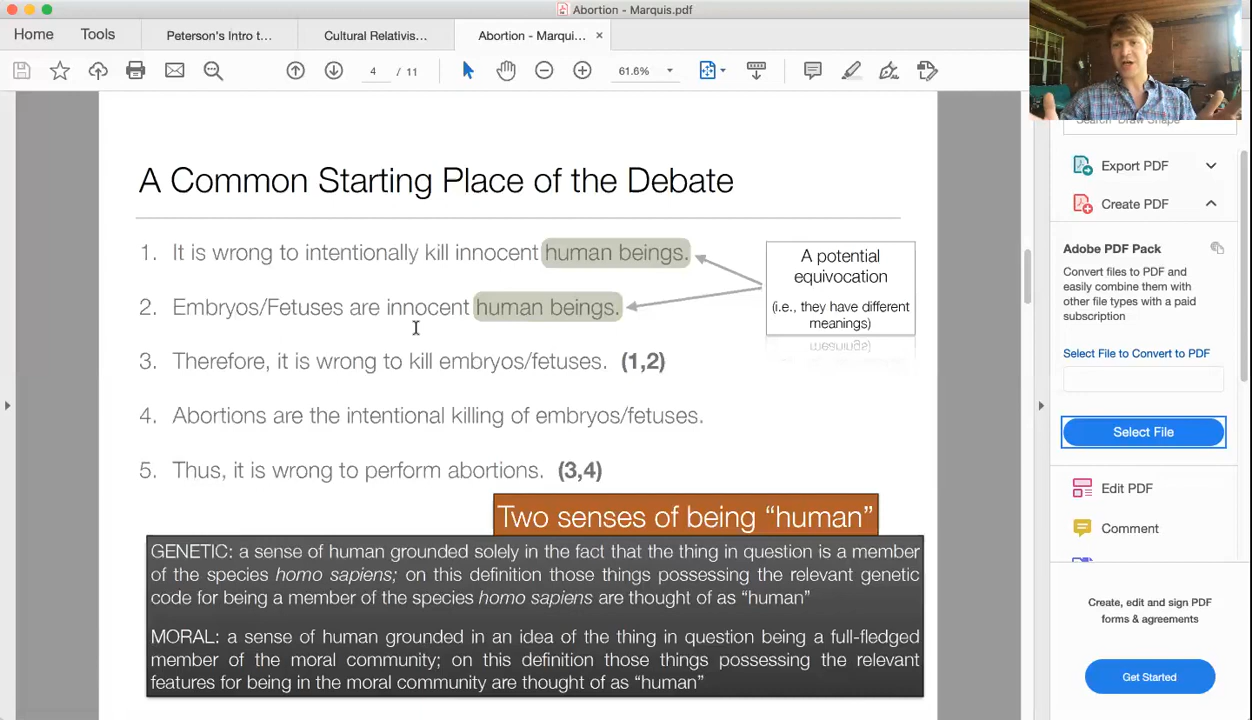 Abortion - Marquis.pdf
Home
Tools
Peterson's Intro t...
Cultural Relativis...
Abortion - Marqui...
×
4 / 11
61.6%
Search "Draw Shape"
Export PDF
Create PDF
Adobe PDF Pack
Convert files to PDF and
easily combine them with
other file types with a paid
subscription
Select File to Convert to PDF
Select File
Edit PDF
Comment
Create, edit and sign PDF
forms & agreements
Get Started
A Common Starting Place of the Debate
1. It is wrong to intentionally kill innocent human beings.
2. Embryos/Fetuses are innocent human beings.
3. Therefore, it is wrong to kill embryos/fetuses. (1,2)
4. Abortions are the intentional killing of embryos/fetuses.
5. Thus, it is wrong to perform abortions. (3,4)
A potential
equivocation
(i.e., they have different
meanings)
Two senses of being “human”
GENETIC: a sense of human grounded solely in the fact that the thing in question is a member
of the species homo sapiens; on this definition those things possessing the relevant genetic
code for being a member of the species homo sapiens are thought of as “human”
MORAL: a sense of human grounded in an idea of the thing in question being a full-fledged
member of the moral community; on this definition those things possessing the relevant
features for being in the moral community are thought of as “human”